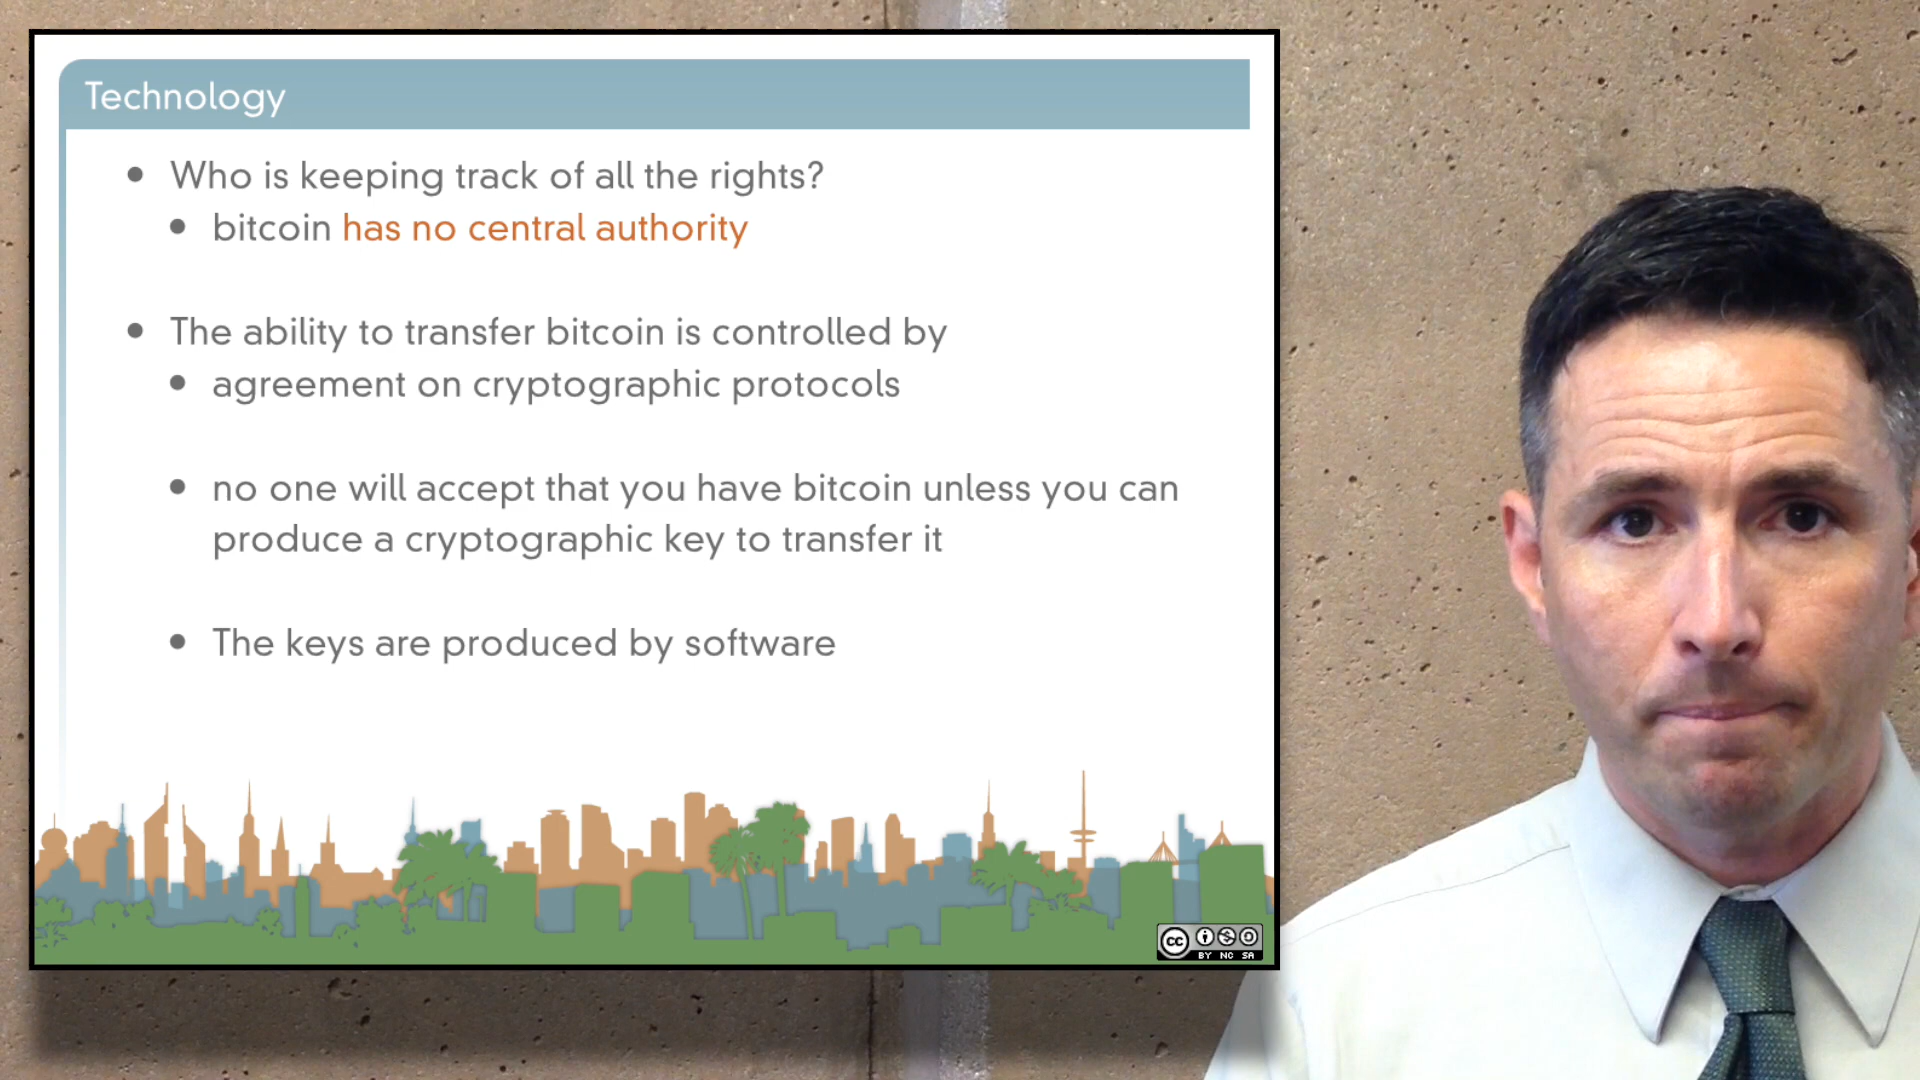 Technology
Who is keeping track of all the rights?
bitcoin has no central authority
The ability to transfer bitcoin is controlled by
agreement on cryptographic protocols
no one will accept that you have bitcoin unless you can
produce a cryptographic key to transfer it
The keys are produced by software
cc
BY NC SA